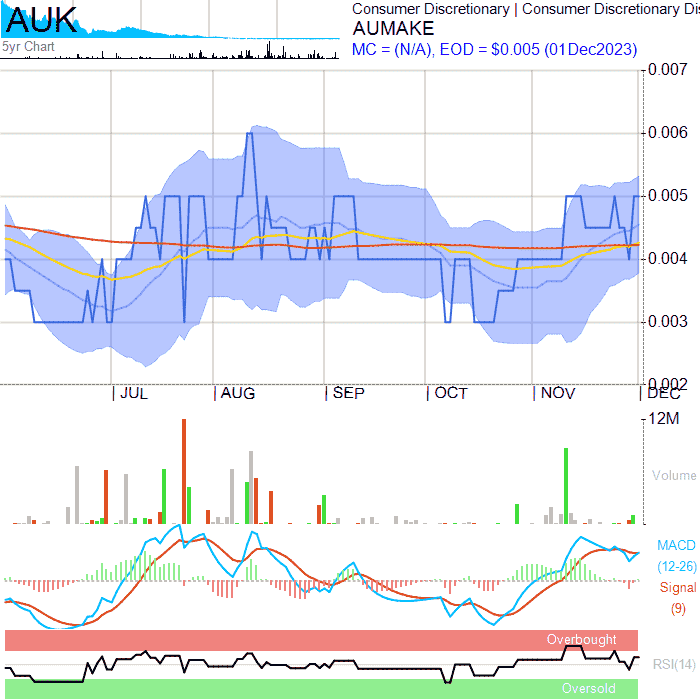 AUK
5yr Chart
Consumer Discretionary | Consumer Discretionary Dis
AUMAKE
MC = (N/A), EOD = $0.005 (01Dec2023)
0.007
0.006
0.005
0.004
0.003
0.002
JUL AUG SEP OCT NOV DEC
12M
Volume
MACD
(12-26)
Signal
(9)
Overbought
RSI(14)
Oversold